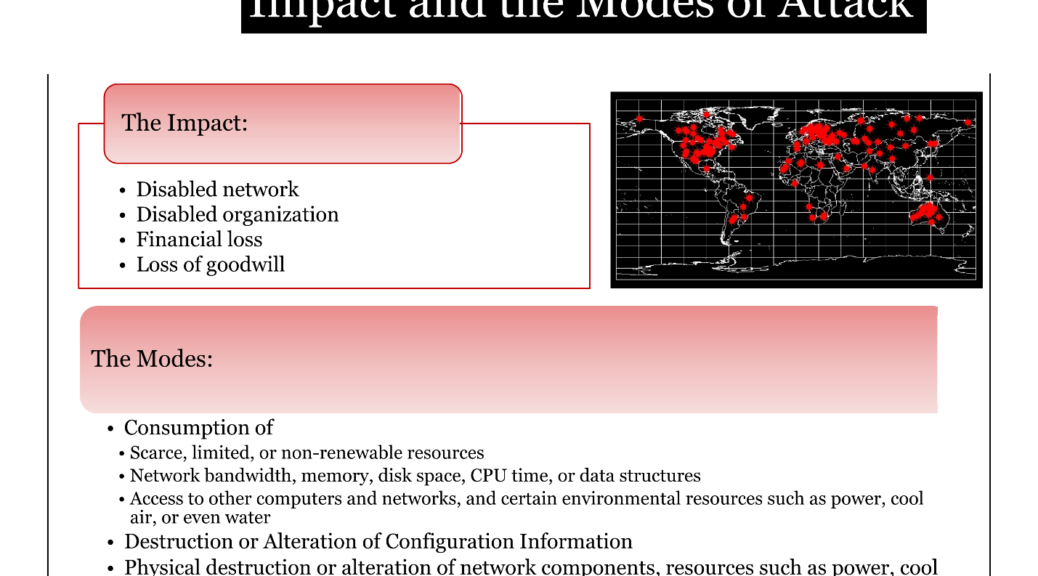 Impact and the Modes of Attack
The Impact:
• Disabled network
• Disabled organization
• Financial loss
• Loss of goodwill
The Modes:
• Consumption of
• Scarce, limited, or non-renewable resources
• Network bandwidth, memory, disk space, CPU time, or data structures
• Access to other computers and networks, and certain environmental resources such as power, cool
air, or even water
• Destruction or Alteration of Configuration Information
• Physical destruction or alteration of network components, resources such as power, cool